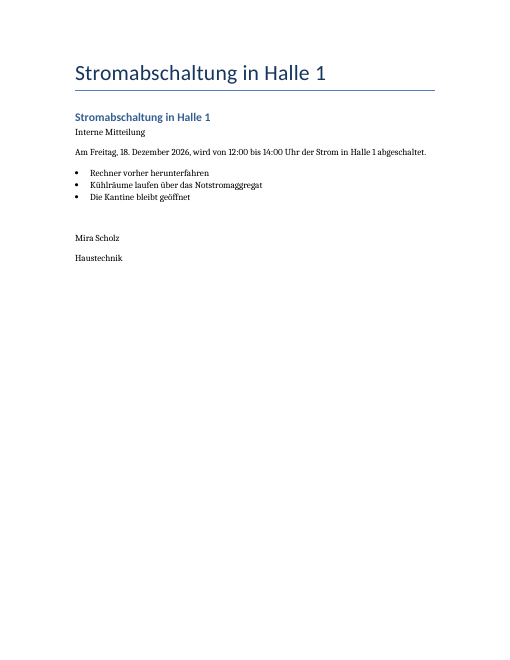 Stromabschaltung in Halle 1
Stromabschaltung in Halle 1
Interne Mitteilung
Am Freitag, 18. Dezember 2026, wird von 12:00 bis 14:00 Uhr der Strom in Halle 1 abgeschaltet.
• Rechner vorher herunterfahren
• Kühlräume laufen über das Notstromaggregat
• Die Kantine bleibt geöffnet
Mira Scholz
Haustechnik